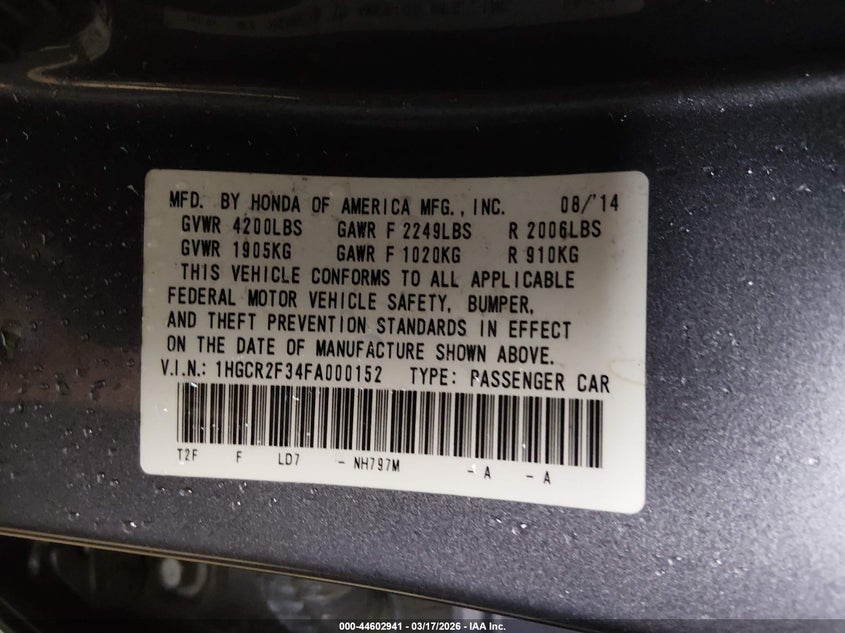 MFD. BY HONDA OF AMERICA MFG., INC. 08/'14
GVWR 4200LBS GAWR F 2249LBS R 2006LBS
GVWR 1905KG GAWR F 1020KG R 910KG
THIS VEHICLE CONFORMS TO ALL APPLICABLE
FEDERAL MOTOR VEHICLE SAFETY, BUMPER,
AND THEFT PREVENTION STANDARDS IN EFFECT
ON THE DATE OF MANUFACTURE SHOWN ABOVE.
V.I.N.: 1HGCR2F34FA000152 TYPE: PASSENGER CAR
T2F F LD7 - NH797M - A - A
000-44602941 - 03/17/2026 - IAA Inc.